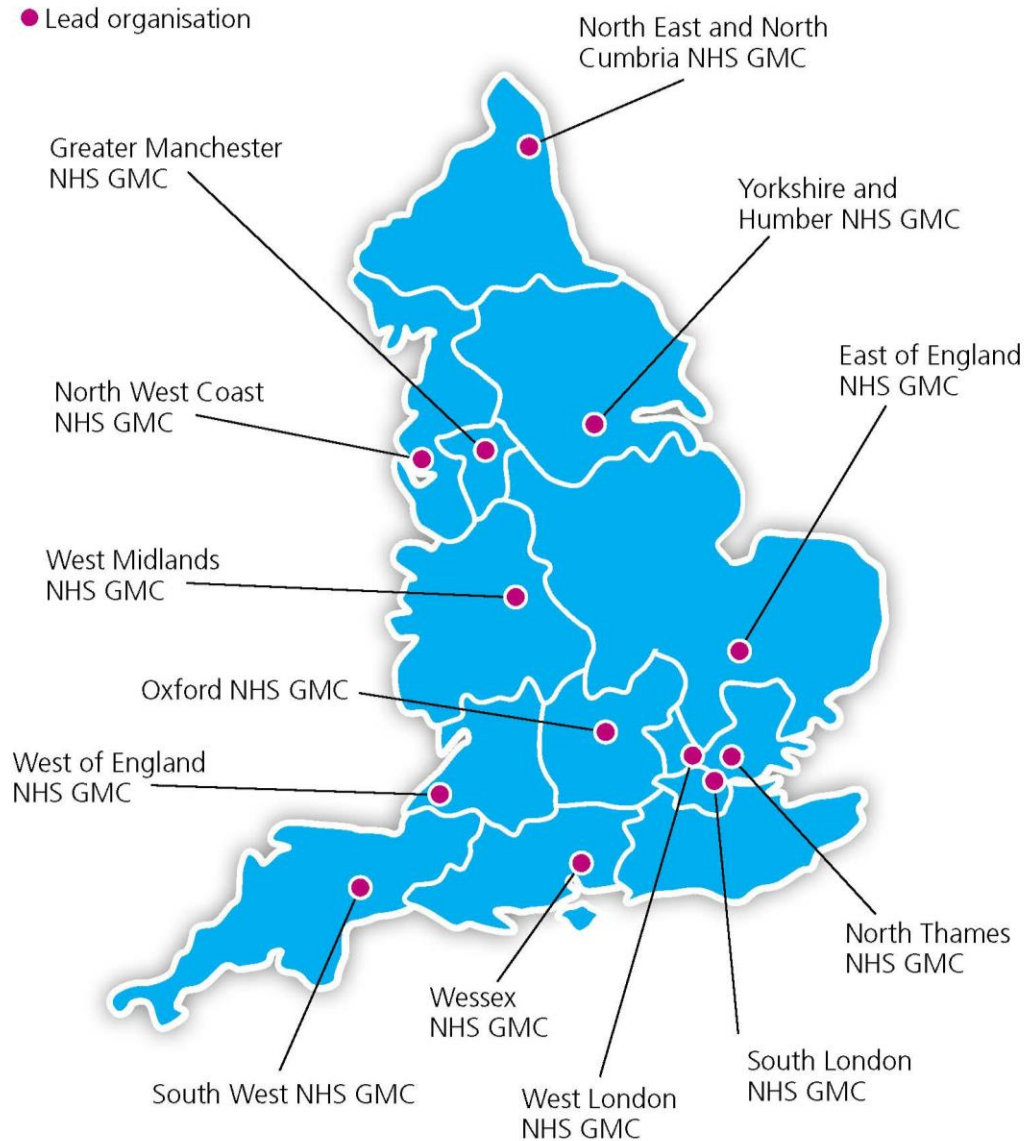 Lead organisation
North East and North
Cumbria NHS GMC
Greater Manchester
NHS GMC
Yorkshire and
Humber NHS GMC
East of England
NHS GMC
North West Coast
NHS GMC
West Midlands
NHS GMC
Oxford NHS GMC
West of England
NHS GMC
North Thames
NHS GMC
Wessex
NHS GMC
South London
NHS GMC
South West NHS GMC
West London
NHS GMC